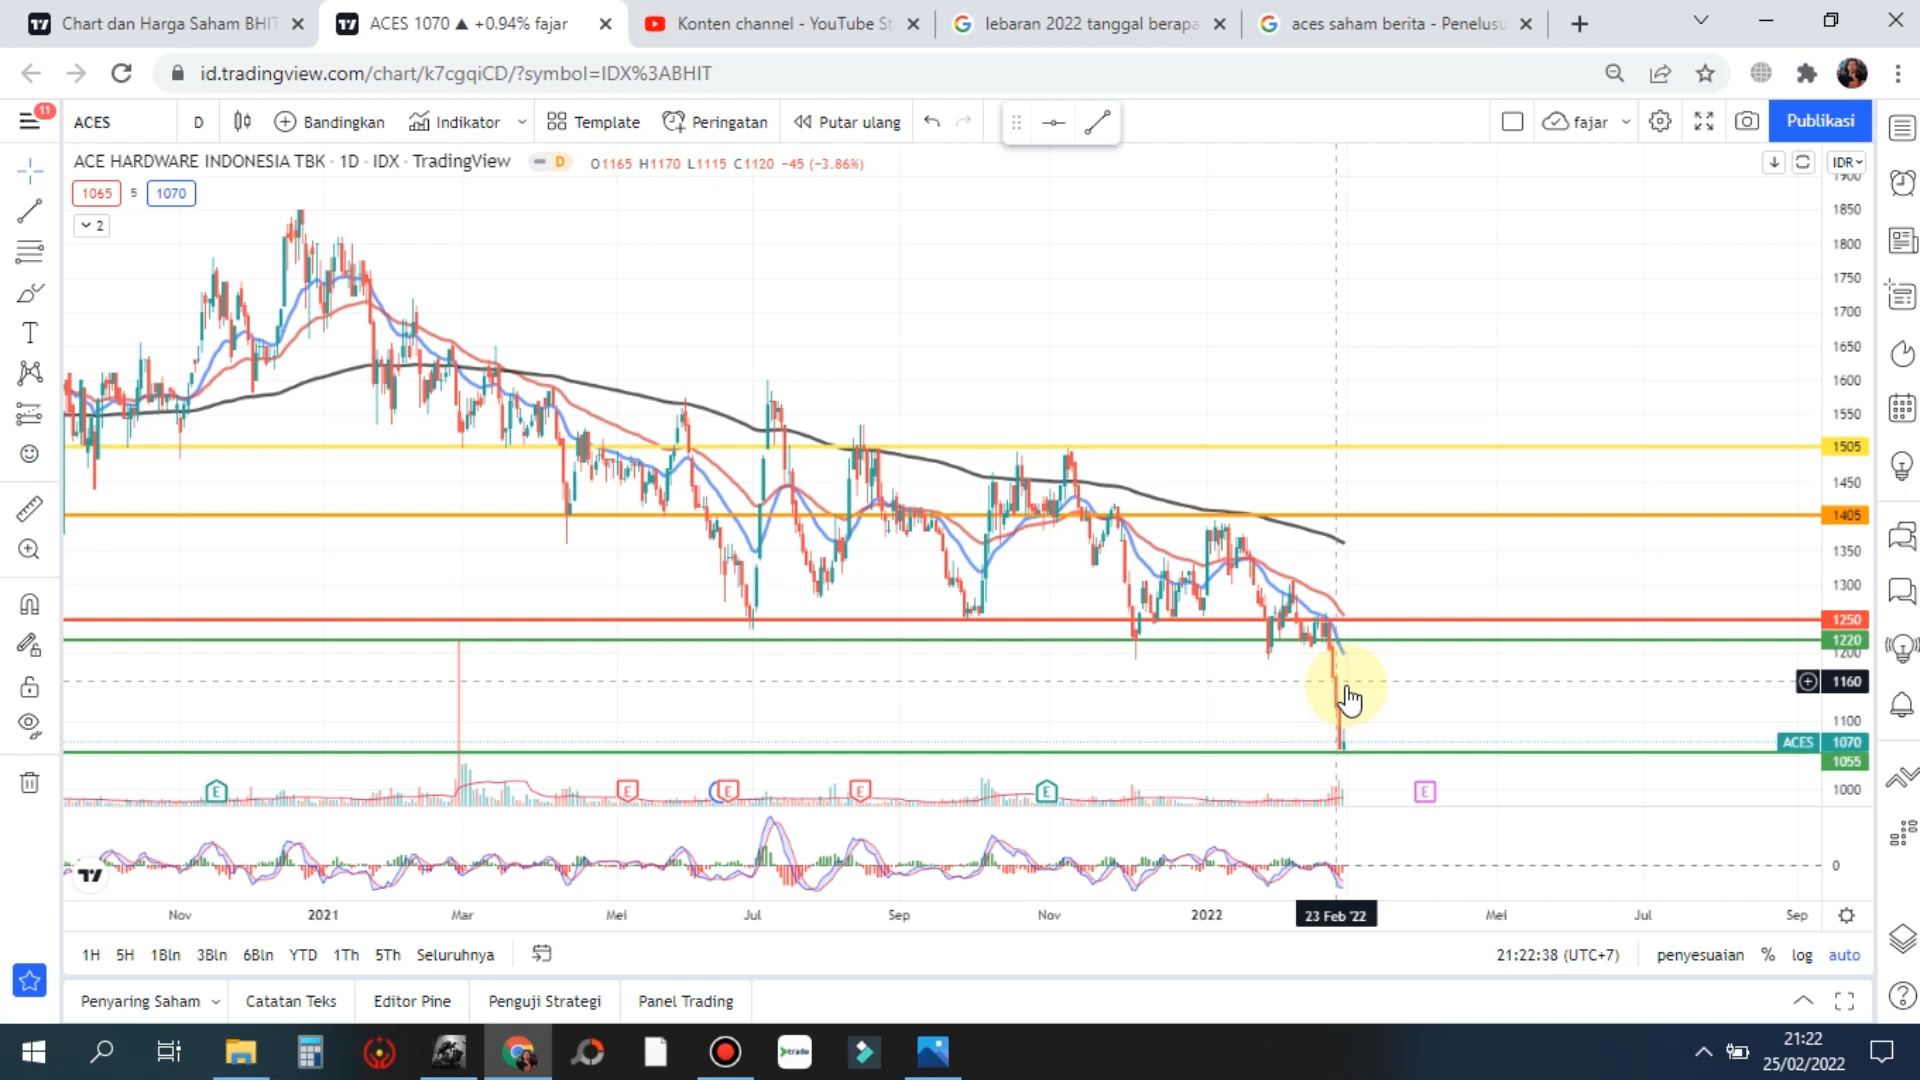 Chart dan Harga Saham BHIT
ACES 1070 ▲ +0.94% fajar
Konten channel - YouTube St
lebaran 2022 tanggal berapa
aces saham berita - Penelusu
id.tradingview.com/chart/k7cgqiCD/?symbol=IDX%3ABHIT
11
ACES
D
Bandingkan
Indikator
Template
Peringatan
Putar ulang
fajar
Publikasi
ACE HARDWARE INDONESIA TBK · 1D · IDX · TradingView
D
O1165 H1170 L1115 C1120 −45 (−3.86%)
IDR
1065
5
1070
2
1900
1850
1800
1750
1700
1650
1600
1550
1505
1450
1405
1350
1300
1250
1220
1200
1160
1100
ACES 1070
1055
1000
E
E
E
E
E
E
0
Nov
2021
Mar
Mei
Jul
Sep
Nov
2022
23 Feb '22
Mei
Jul
Sep
1H
5H
1Bln
3Bln
6Bln
YTD
1Th
5Th
Seluruhnya
21:22:38 (UTC+7)
penyesuaian
%
log
auto
Penyaring Saham
Catatan Teks
Editor Pine
Penguji Strategi
Panel Trading
trade
21:22
25/02/2022